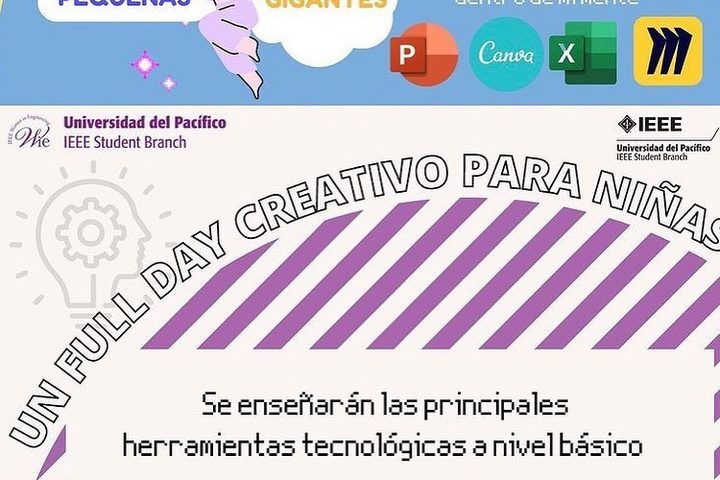 PEQUEÑAS
GIGANTES
dentro de mi mente
P
Canva
X
Wie
Universidad del Pacífico
IEEE Student Branch
IEEE
Universidad del Pacífico
IEEE Student Branch
UN FULL DAY CREATIVO PARA NIÑAS
Se enseñarán las principales
herramientas tecnológicas a nivel básico